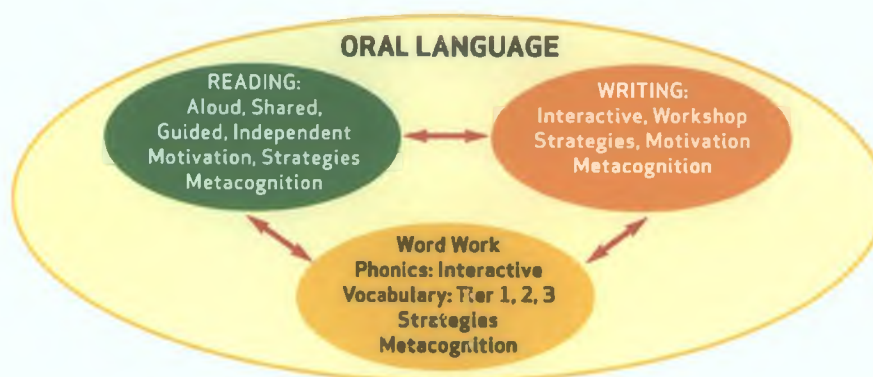 ORAL LANGUAGE
READING:
Aloud, Shared,
Guided, Independent
Motivation, Strategies
Metacognition
WRITING:
Interactive, Workshop
Strategies, Motivation
Metacognition
Word Work
Phonics: Interactive
Vocabulary: Tier 1, 2, 3
Strategies
Metacognition